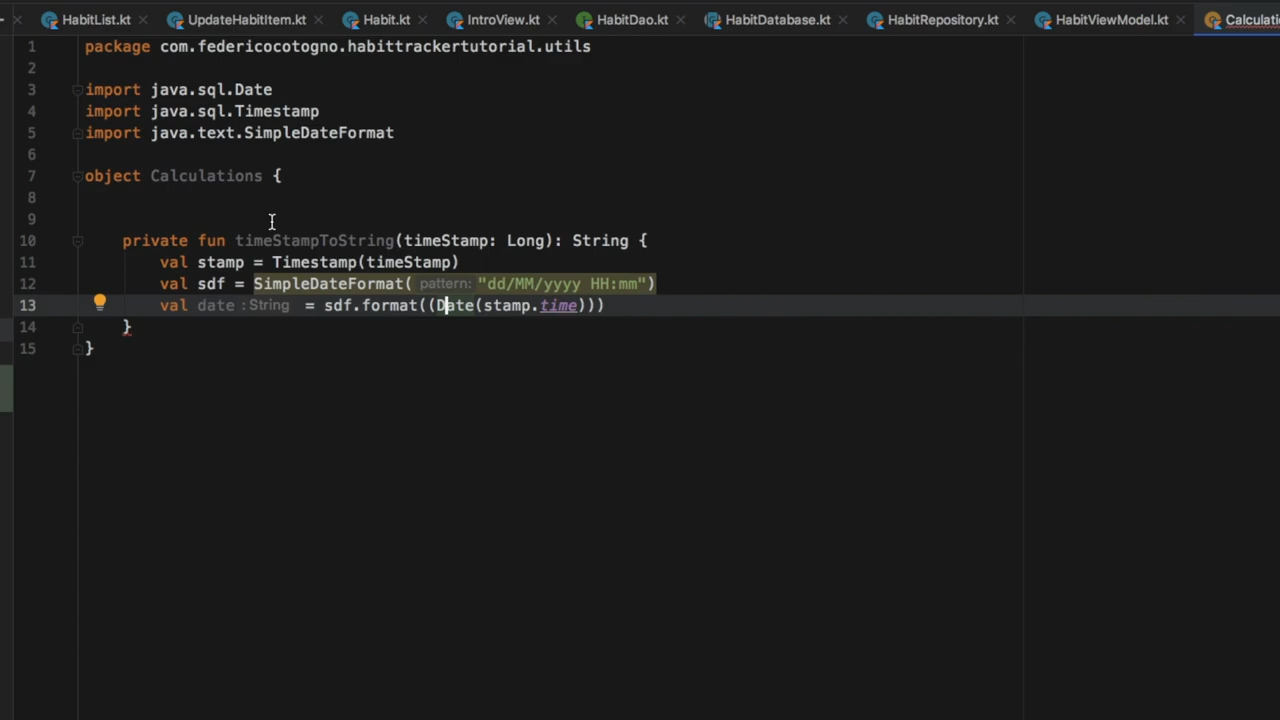 HabitList.kt UpdateHabitItem.kt Habit.kt IntroView.kt HabitDao.kt HabitDatabase.kt HabitRepository.kt HabitViewModel.kt Calculati
1 package com.federicocotogno.habittrackertutorial.utils
2
3 import java.sql.Date
4 import java.sql.Timestamp
5 import java.text.SimpleDateFormat
6
7 object Calculations {
8
9
10 private fun timeStampToString(timeStamp: Long): String {
11 val stamp = Timestamp(timeStamp)
12 val sdf = SimpleDateFormat( pattern: "dd/MM/yyyy HH:mm")
13 val date : String = sdf.format((Date(stamp.time)))
14 }
15 }